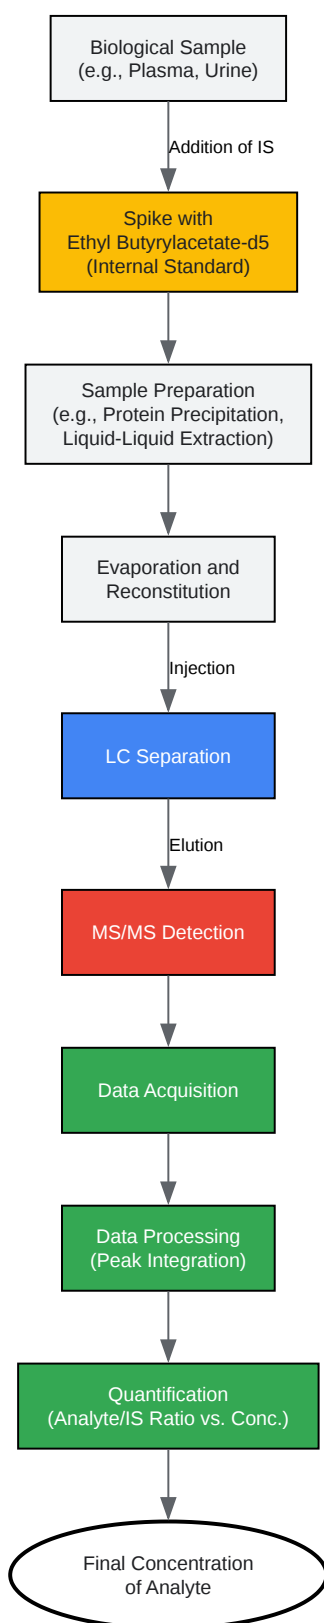 Biological Sample
(e.g., Plasma, Urine)
Addition of IS
Spike with
Ethyl Butyrylacetate-d5
(Internal Standard)
Sample Preparation
(e.g., Protein Precipitation,
Liquid-Liquid Extraction)
Evaporation and
Reconstitution
Injection
LC Separation
Elution
MS/MS Detection
Data Acquisition
Data Processing
(Peak Integration)
Quantification
(Analyte/IS Ratio vs. Conc.)
Final Concentration
of Analyte